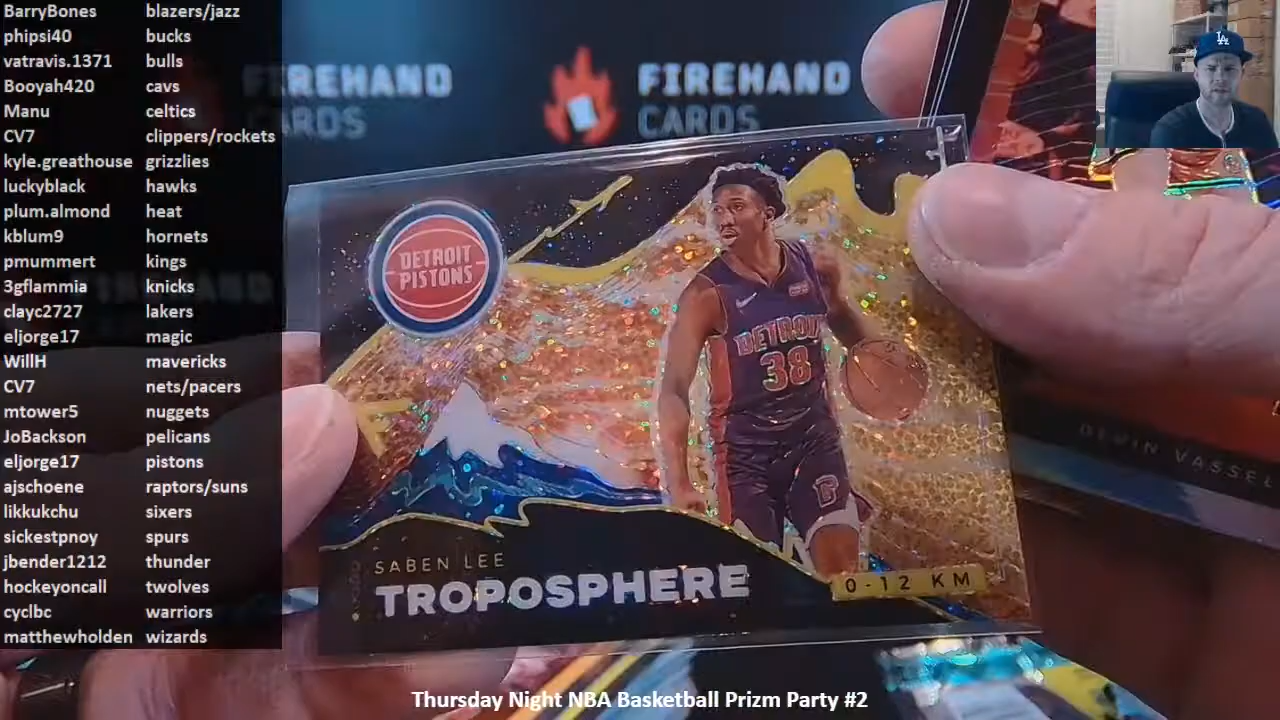 BarryBones blazers/jazz
phipsi40 bucks
vatravis.1371 bulls
Booyah420 cavs
Manu celtics
CV7 clippers/rockets
kyle.greathouse grizzlies
luckyblack hawks
plum.almond heat
kblum9 hornets
pmummert kings
3gflammia knicks
clayc2727 lakers
eljorge17 magic
WillH mavericks
CV7 nets/pacers
mtower5 nuggets
JoBackson pelicans
eljorge17 pistons
ajschoene raptors/suns
likkukchu sixers
sickestpnoy spurs
jbender1212 thunder
hockeyoncall twolves
cyclbc warriors
matthewholden wizards
FIREHAND
CARDS
FIREHAND
CARDS
LA
DETROIT
PISTONS
DETROIT
38
SABEN LEE
TROPOSPHERE
0-12 KM
DEVIN VASSEL
Thursday Night NBA Basketball Prizm Party #2